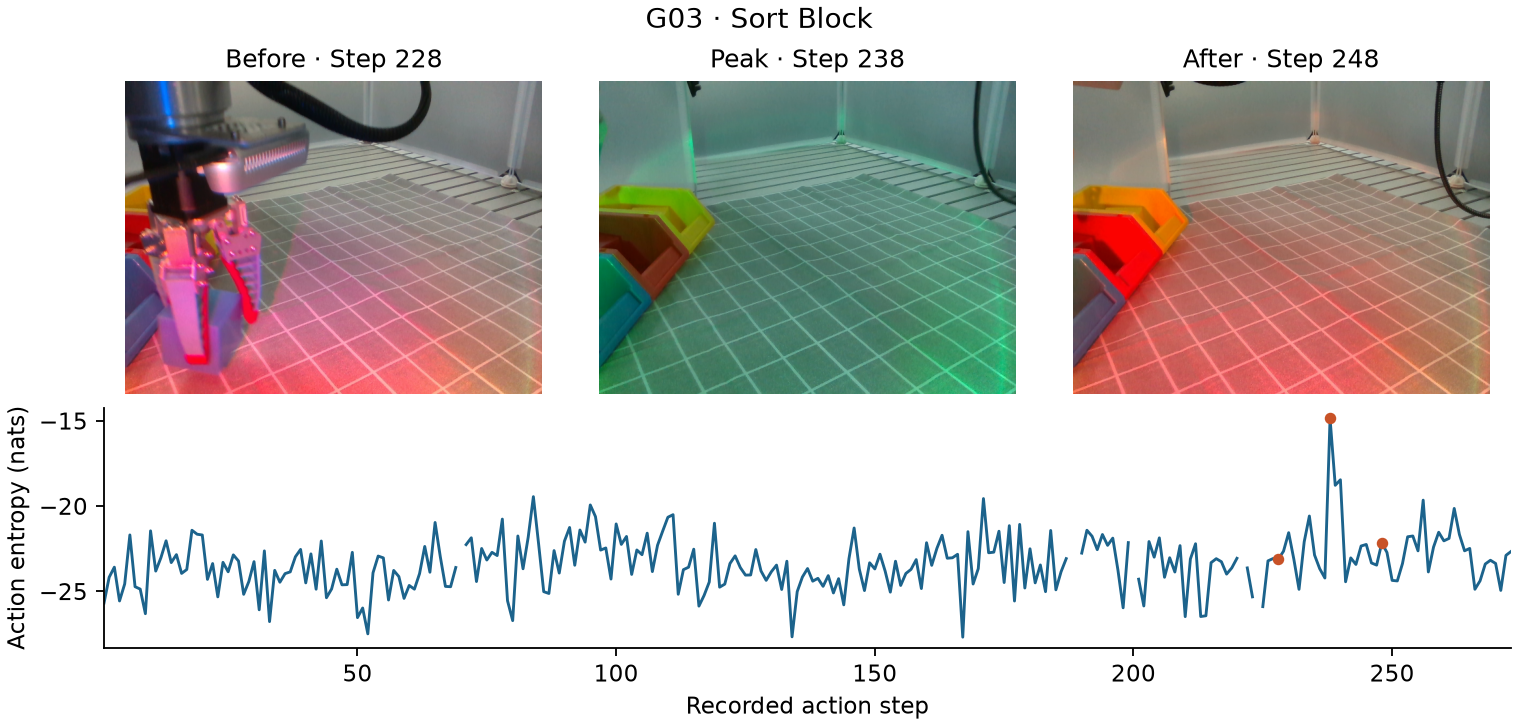 G03 · Sort Block
Before · Step 228
Peak · Step 238
After · Step 248
Action entropy (nats)
−15
−20
−25
50
100
150
200
250
Recorded action step